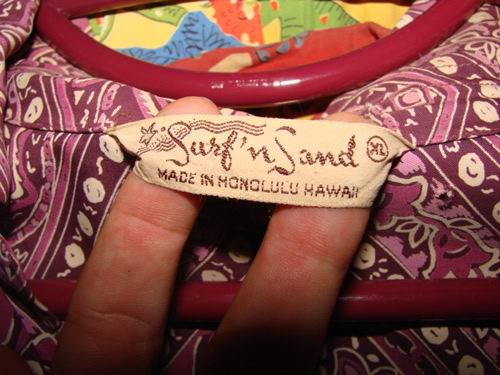 Surf'n Sand XL
MADE IN HONOLULU HAWAII